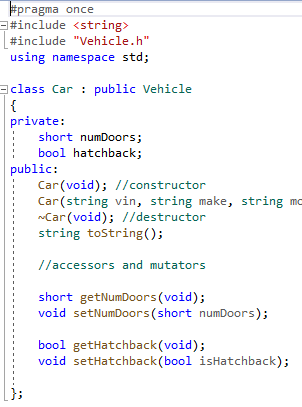 #pragma once
#include <string>
#include "Vehicle.h"
using namespace std;
class Car : public Vehicle
{
private:
short numDoors;
bool hatchback;
public:
Car(void); //constructor
Car(string vin, string make, string
~Car(void); //destructor
string toString();
//accessors and mutators
short getNumDoors(void);
void setNumDoors(short numDoors);
bool getHatchback(void);
void setHatchback(bool isHatchback);
};